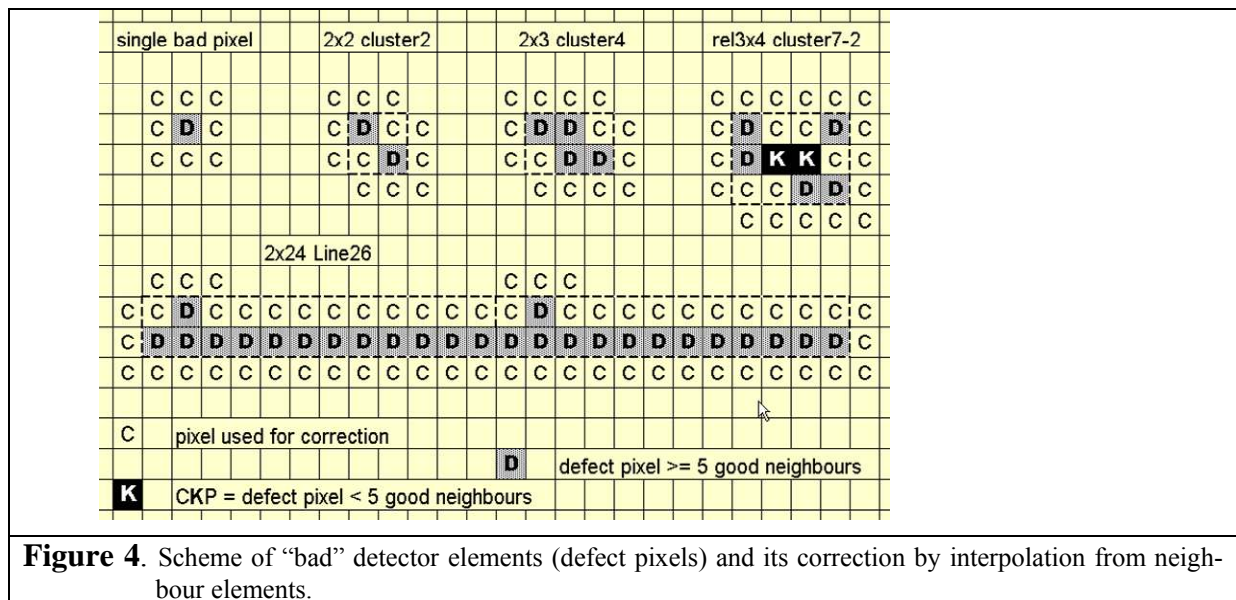 single bad pixel 2x2 cluster2 2x3 cluster4 rel3x4 cluster7-2
C C C C C C C C C C C C C C C C
C D C C D C C C D D C C C D C C D C
C C C C C D C C C D D C C D K K C C
C C C C C C C C C C D D C
C C C C C
2x24 Line26
C C C C C C
C C D C C C C C C C C C C C D C C C C C C C C C C C
C D D D D D D D D D D D D D D D D D D D D D D D D C
C C C C C C C C C C C C C C C C C C C C C C C C C C
C pixel used for correction
D defect pixel >= 5 good neighbours
K CKP = defect pixel < 5 good neighbours
Figure 4. Scheme of “bad” detector elements (defect pixels) and its correction by interpolation from neigh-
bour elements.